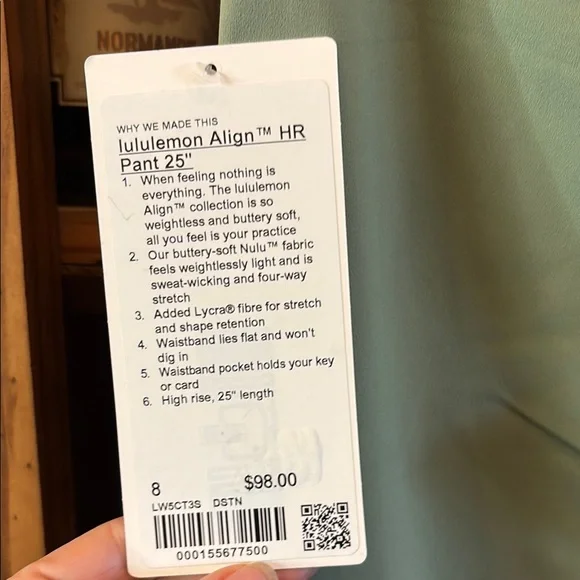 NORMAN
WHY WE MADE THIS
lululemon Align™ HR
Pant 25"
1. When feeling nothing is
everything. The lululemon
Align™ collection is so
weightless and buttery soft,
all you feel is your practice
2. Our buttery-soft Nulu™ fabric
feels weightlessly light and is
sweat-wicking and four-way
stretch
3. Added Lycra® fibre for stretch
and shape retention
4. Waistband lies flat and won't
dig in
5. Waistband pocket holds your key
or card
6. High rise, 25" length
8 $98.00
LW5CT3S DSTN
000155677500